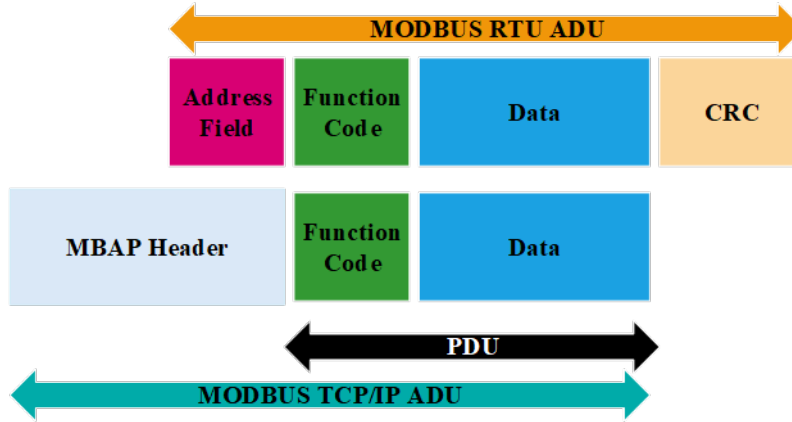 MODBUS RTU ADU
Address
Field
Function
Code
Data
CRC
MBAP Header
Function
Code
Data
PDU
MODBUS TCP/IP ADU